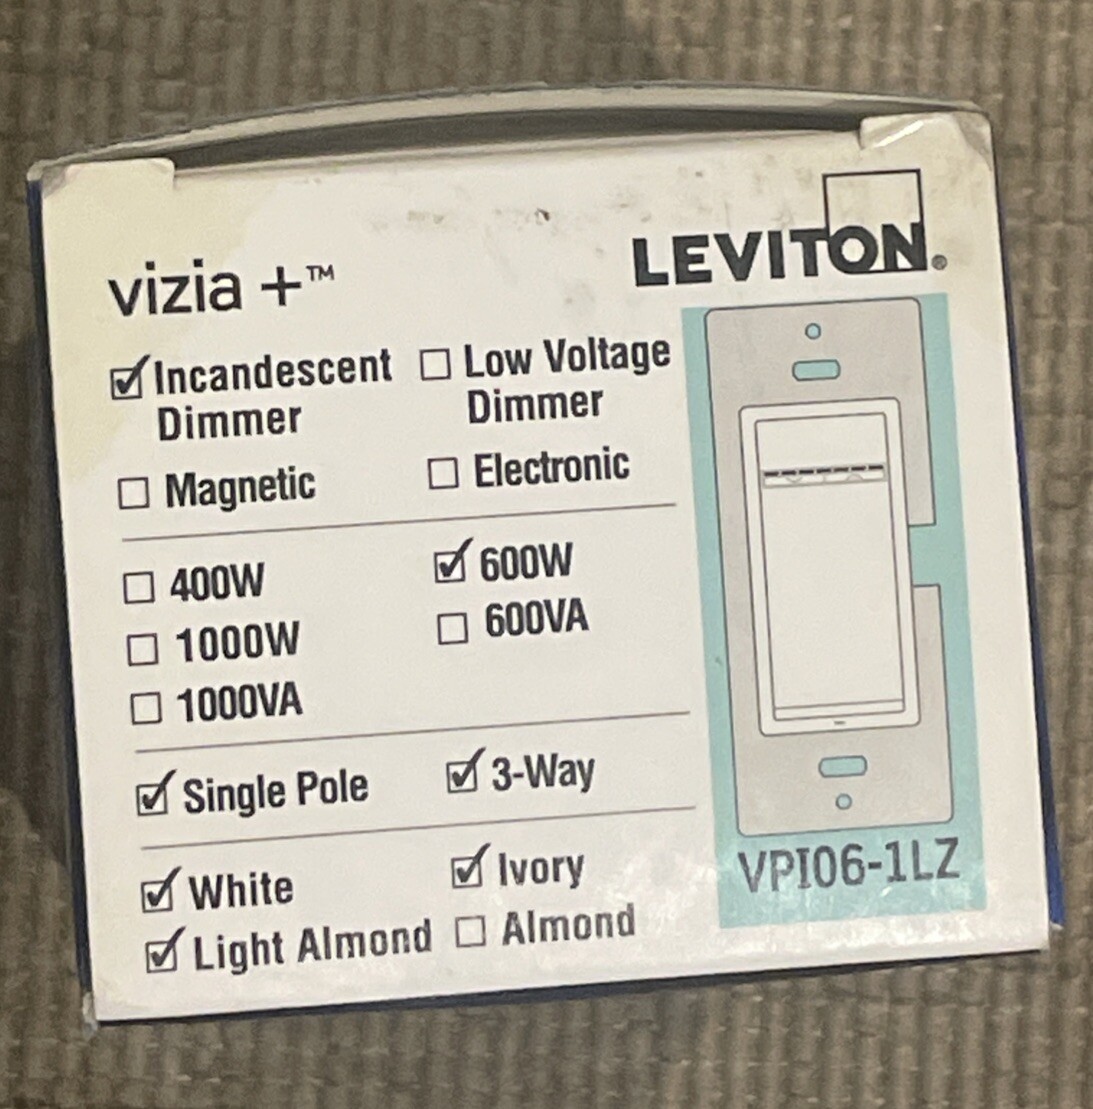 vizia +™
LEVITON®
☑ Incandescent Dimmer
☐ Low Voltage Dimmer
☐ Magnetic
☐ Electronic
☐ 400W
☑ 600W
☐ 1000W
☐ 600VA
☐ 1000VA
☑ Single Pole
☑ 3-Way
☑ White
☑ Ivory
☑ Light Almond
☐ Almond
VPI06-1LZ